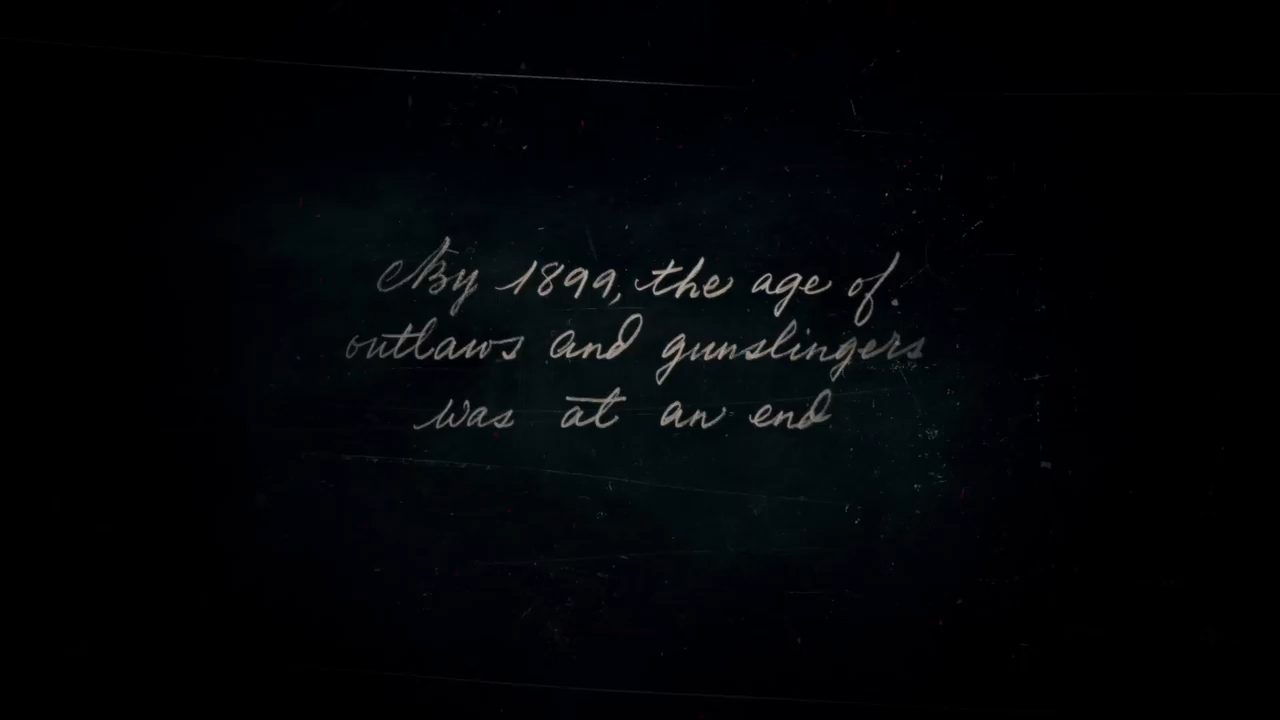 By 1899, the age of
outlaws and gunslingers
was at an end